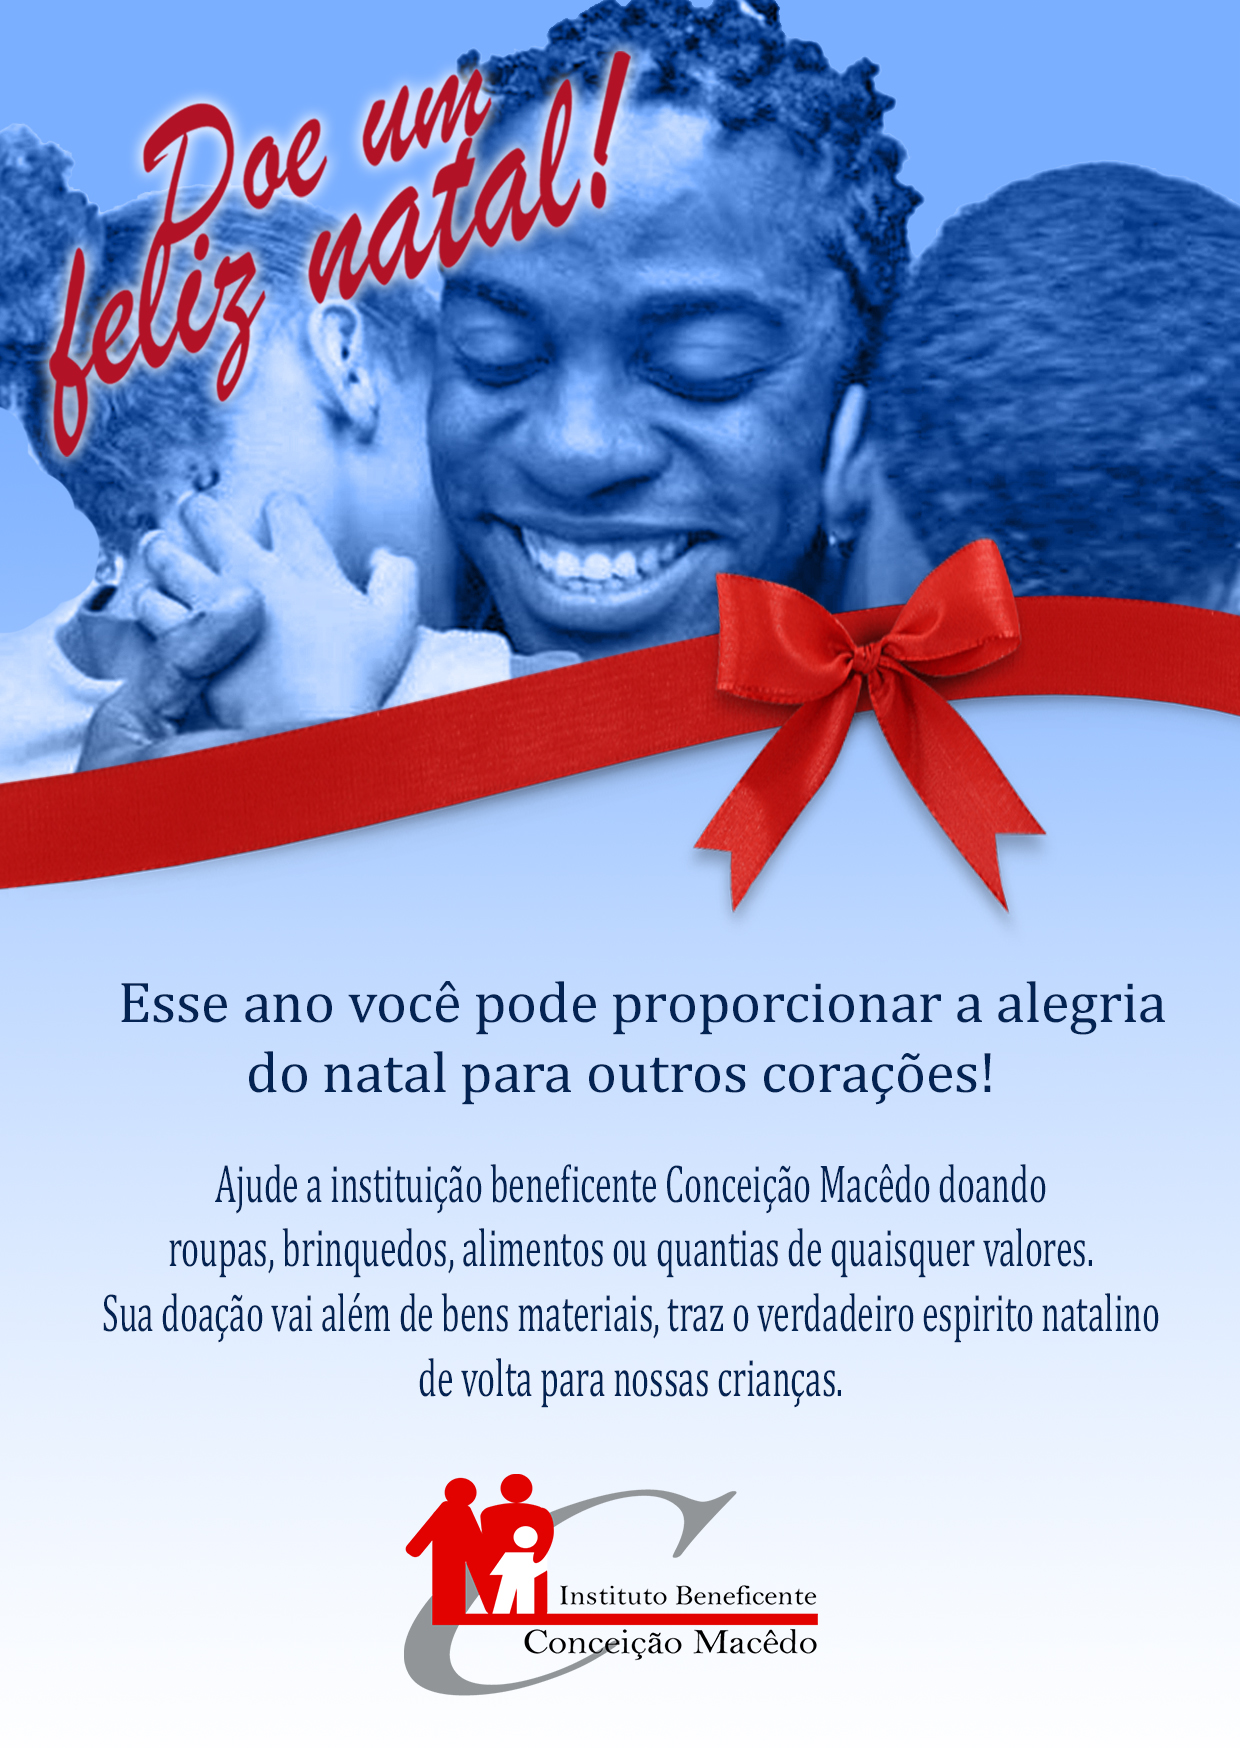 Doe um
feliz natal!
Esse ano você pode proporcionar a alegria
do natal para outros corações!
Ajude a instituição beneficente Conceição Macêdo doando
roupas, brinquedos, alimentos ou quantias de quaisquer valores.
Sua doação vai além de bens materiais, traz o verdadeiro espirito natalino
de volta para nossas crianças.
Instituto Beneficente
Conceição Macêdo